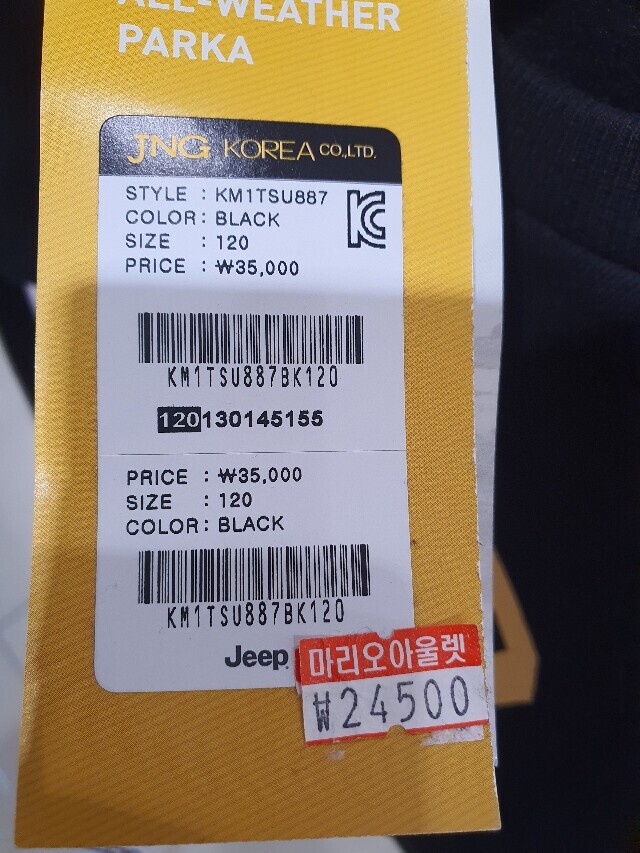 ALL-WEATHER
PARKA
JNG KOREA CO.,LTD.
STYLE : KM1TSU887
COLOR : BLACK
SIZE : 120
PRICE : ₩35,000
KM1TSU887BK120
120130145155
PRICE : ₩35,000
SIZE : 120
COLOR : BLACK
KM1TSU887BK120
Jeep
마리오아울렛
₩24500